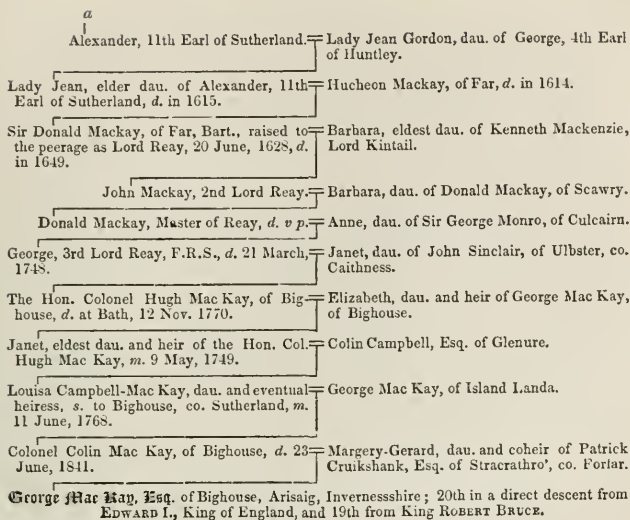 a
Alexander, 11th Earl of Sutherland.=Lady Jean Gordon, dau. of George, 4th Earl
of Huntley.
Lady Jean, elder dau. of Alexander, 11th=Hucheon Mackay, of Far, d. in 1614.
Earl of Sutherland, d. in 1615.
Sir Donald Mackay, of Far, Bart., raised to=Barbara, eldest dau. of Kenneth Mackenzie,
the peerage as Lord Reay, 20 June, 1628, d. Lord Kintail.
in 1649.
John Mackay, 2nd Lord Reay.=Barbara, dau. of Donald Mackay, of Scawry.
Donald Mackay, Master of Reay, d. v p.=Anne, dau. of Sir George Monro, of Culcairn.
George, 3rd Lord Reay, F.R.S., d. 21 March,=Janet, dau. of John Sinclair, of Ulbster, co.
1748. Caithness.
The Hon. Colonel Hugh Mac Kay, of Big-=Elizabeth, dau. and heir of George Mac Kay,
house, d. at Bath, 12 Nov. 1770. of Bighouse.
Janet, eldest dau. and heir of the Hon. Col.=Colin Campbell, Esq. of Glenure.
Hugh Mac Kay, m. 9 May, 1749.
Louisa Campbell-Mac Kay, dau. and eventual=George Mac Kay, of Island Landa.
heiress, s. to Bighouse, co. Sutherland, m.
11 June, 1768.
Colonel Colin Mac Kay, of Bighouse, d. 23=Margery-Gerard, dau. and coheir of Patrick
June, 1841. Cruikshank, Esq. of Stracrathro', co. Forfar.
George Mac Kay, Esq. of Bighouse, Arisaig, Invernessshire; 20th in a direct descent from
EDWARD I., King of England, and 19th from King ROBERT BRUCE.